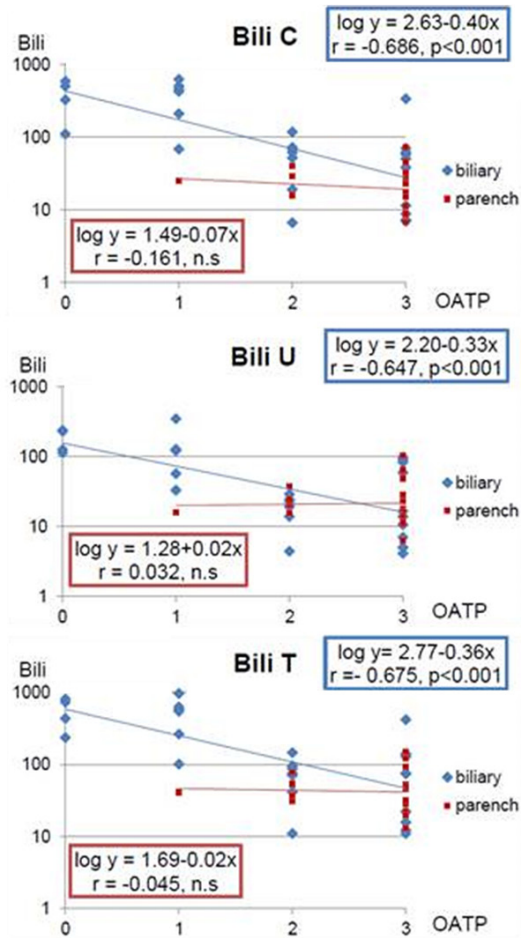 log y = 2.63-0.40x
r = -0.686, p<0.001
Bili
Bili C
1000
100
10
1
biliary
parench
log y = 1.49-0.07x
r = -0.161, n.s
0 1 2 3 OATP
log y = 2.20-0.33x
r = -0.647, p<0.001
Bili
Bili U
1000
100
10
1
biliary
parench
log y = 1.28+0.02x
r = 0.032, n.s
0 1 2 3 OATP
log y= 2.77-0.36x
r =- 0.675, p<0.001
Bili
Bili T
1000
100
10
1
biliary
parench
log y = 1.69-0.02x
r = -0.045, n.s
0 1 2 3 OATP